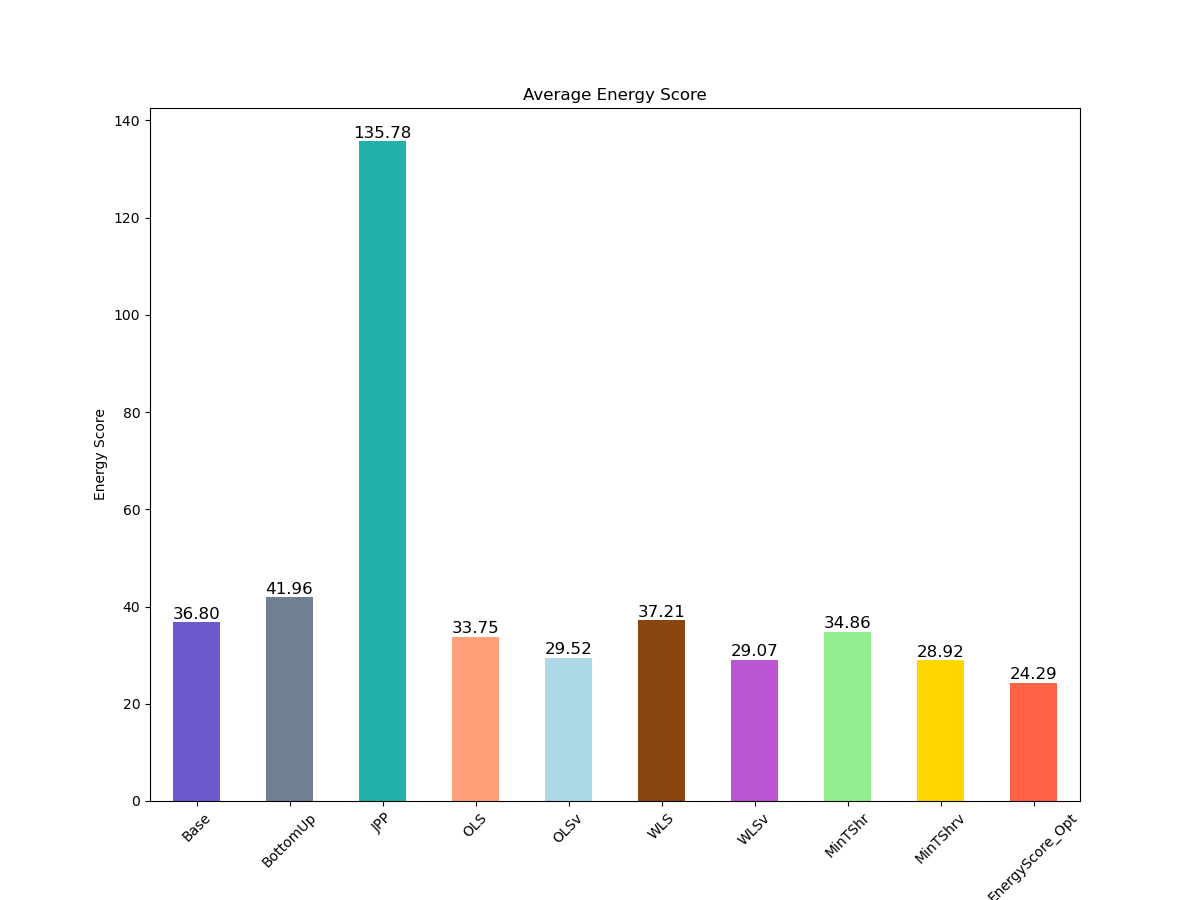 Average Energy Score
Energy Score
140
120
100
80
60
40
20
0
36.80
41.96
135.78
33.75
29.52
37.21
29.07
34.86
28.92
24.29
Base
BottomUp
JPP
OLS
OLSv
WLS
WLSv
MinTShr
MinTShrv
EnergyScore_Opt